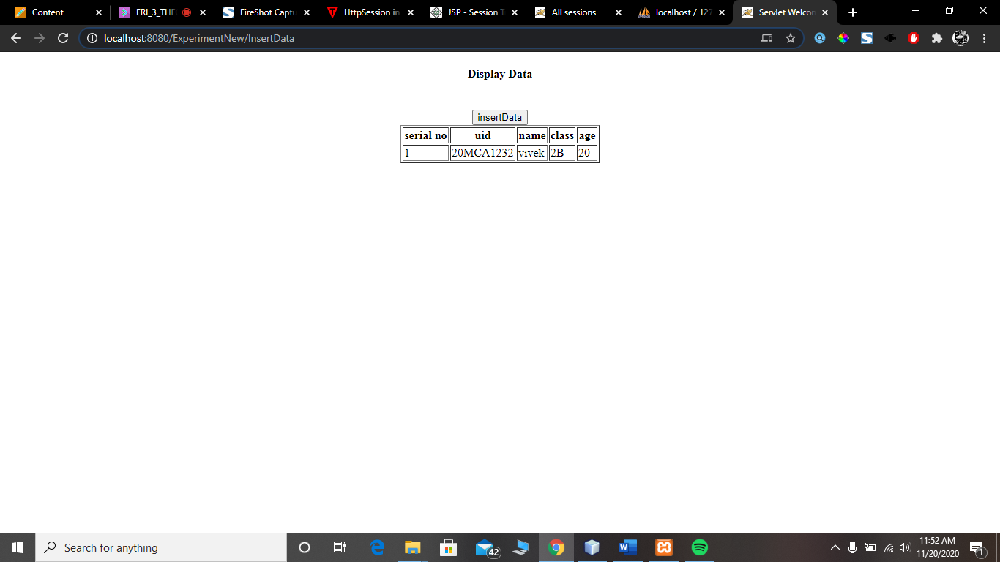 Content FRI_3_THE FireShot Captu HttpSession in JSP - Session T All sessions localhost / 127 Servlet Welcon
localhost:8080/ExperimentNew/InsertData
Display Data
insertData
serial no uid name class age
1 20MCA1232 vivek 2B 20
Search for anything
42
11:52 AM
11/20/2020
1